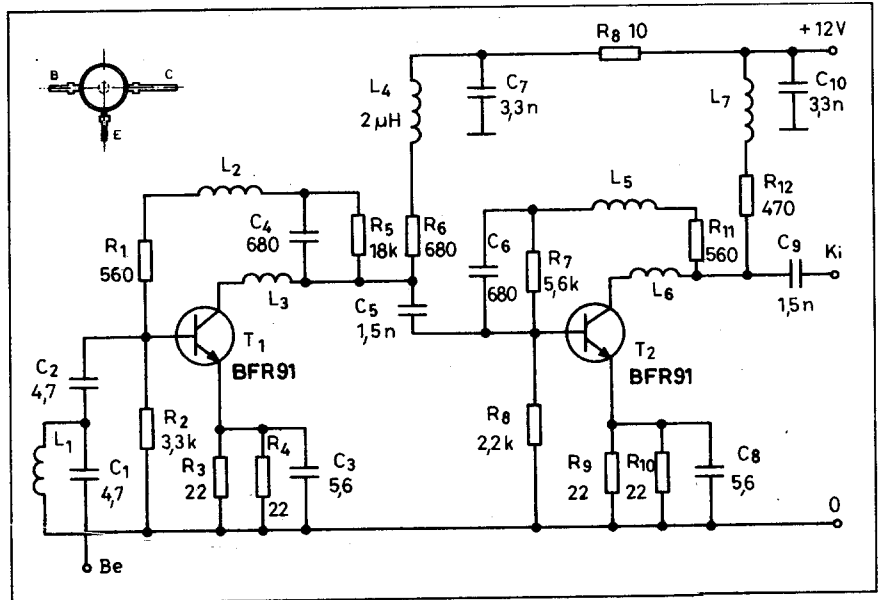 B
C
E
R8 10
+12V
L4
2 µH
C7
3,3n
L7
C10
3,3n
L2
L5
R12
470
C4
680
R5
18k
R6
680
C6
680
R7
5,6k
R11
560
C9
1,5n
Ki
R1
560
L3
C5
1,5n
L6
T1
BFR91
T2
BFR91
C2
4,7
L1
C1
4,7
R2
3,3k
R3
22
R4
22
C3
5,6
R8
2,2k
R9
22
R10
22
C8
5,6
0
Be